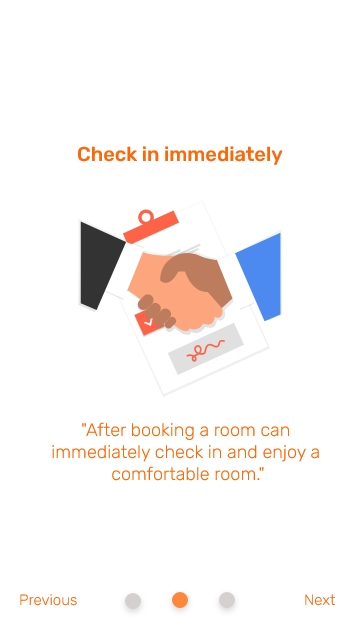 Check in immediately
"After booking a room can
immediately check in and enjoy a
comfortable room."
Previous
Next